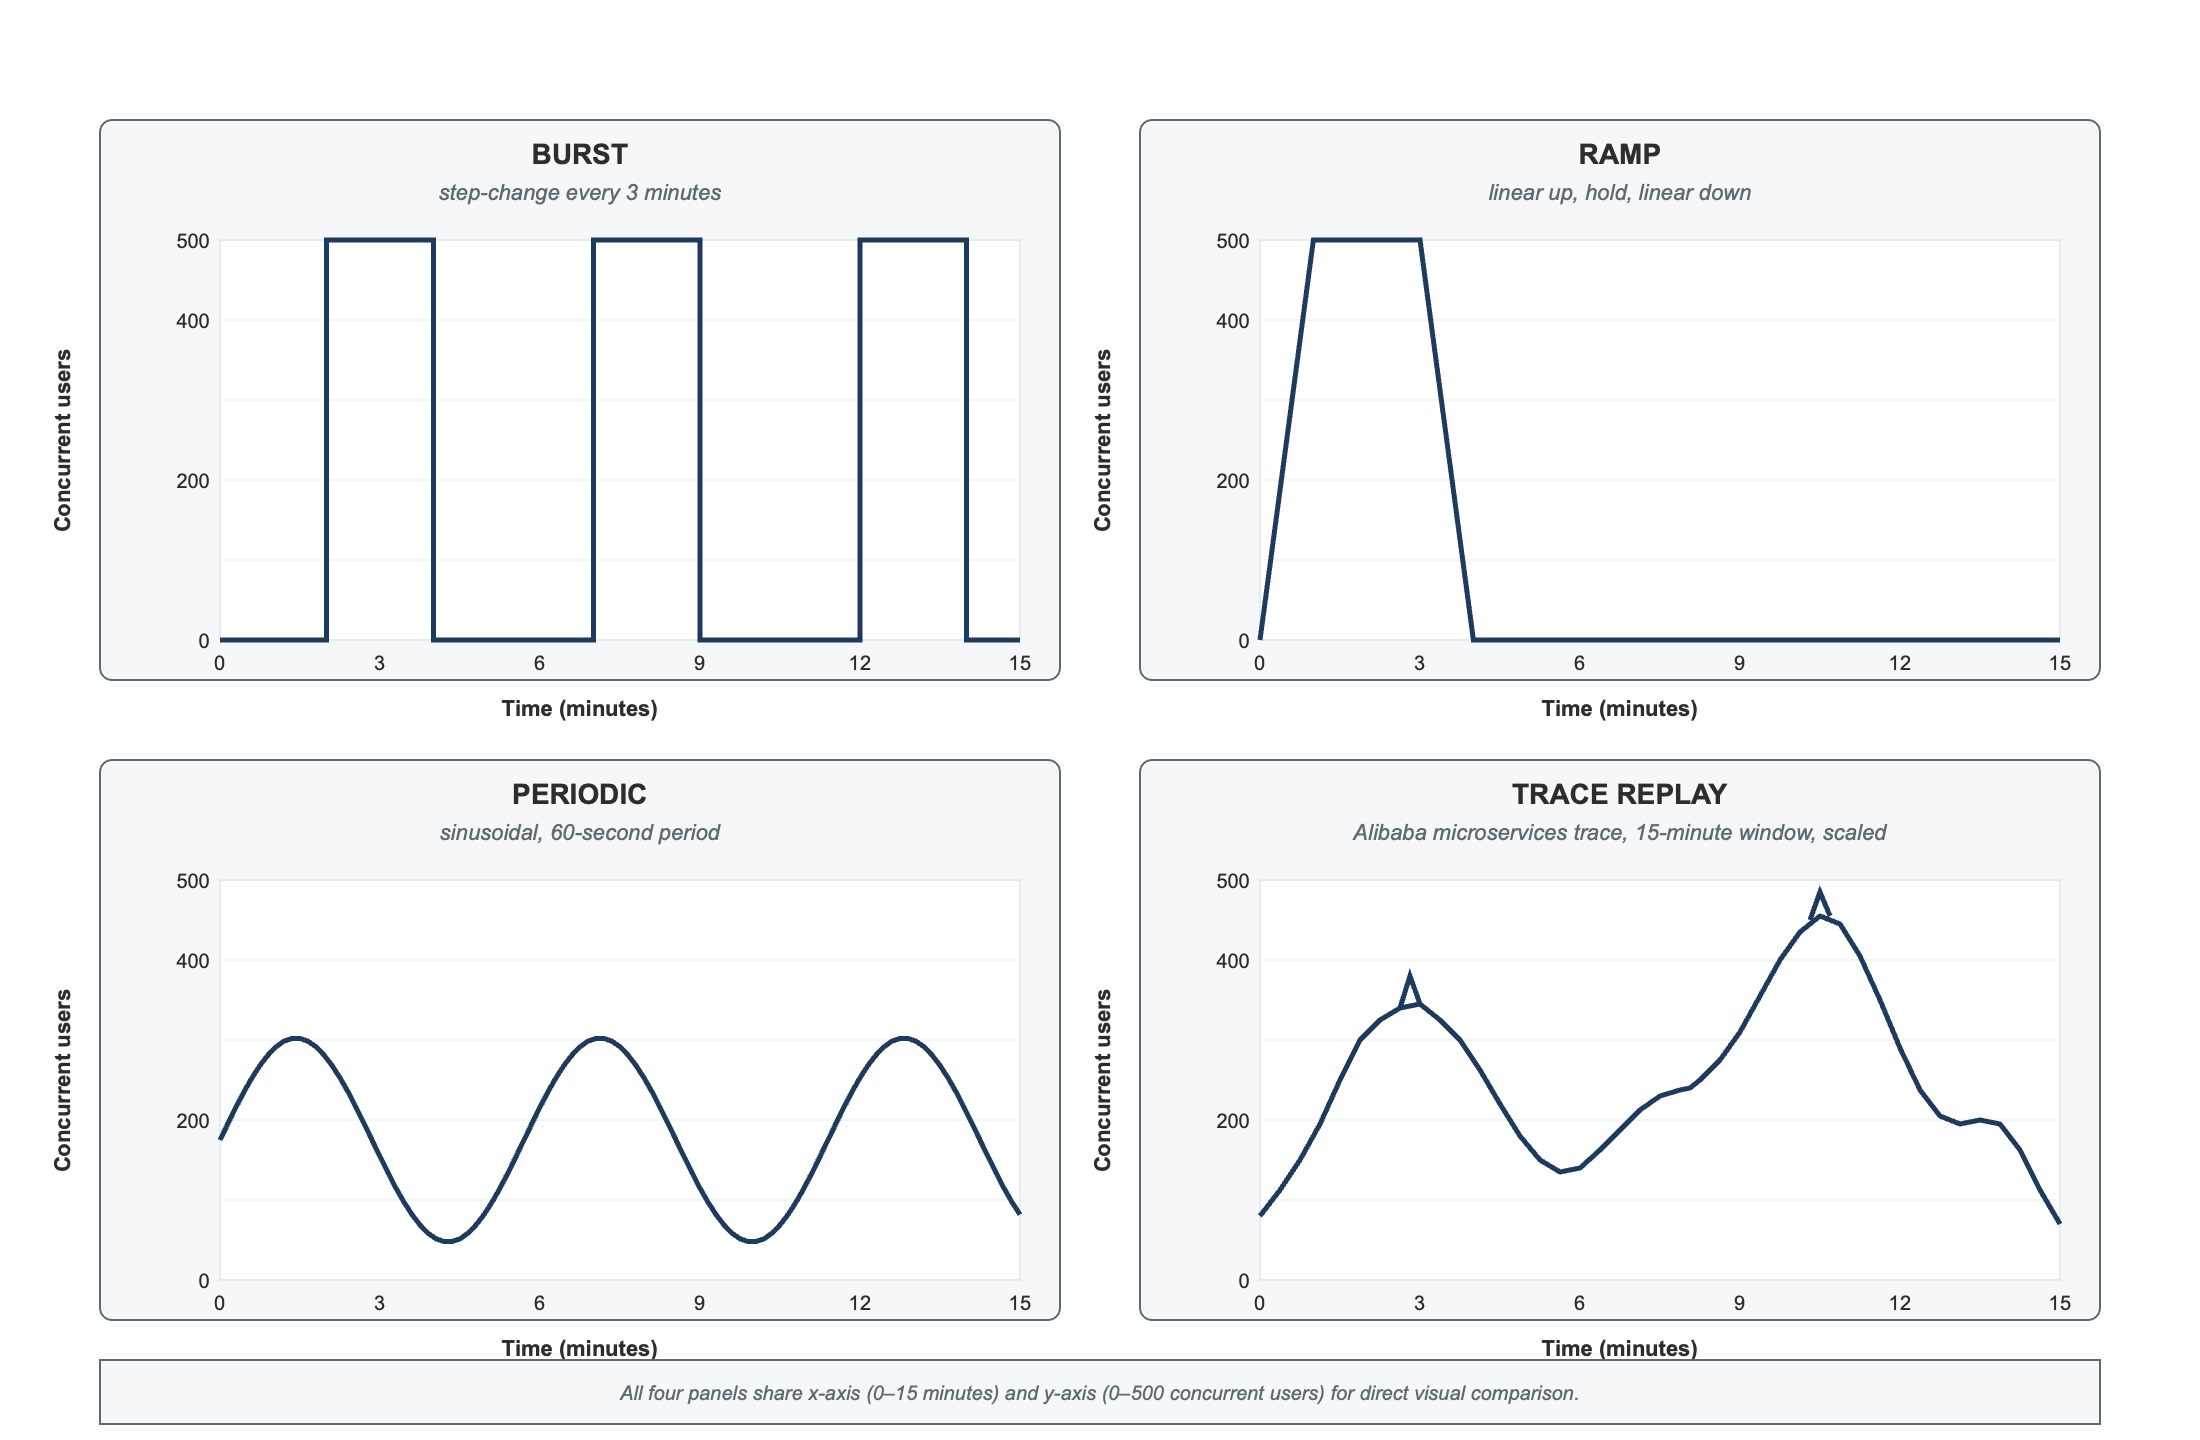 BURST
step-change every 3 minutes
500
400
200
0
0 3 6 9 12 15
Concurrent users
Time (minutes)
RAMP
linear up, hold, linear down
500
400
200
0
0 3 6 9 12 15
Concurrent users
Time (minutes)
PERIODIC
sinusoidal, 60-second period
500
400
200
0
0 3 6 9 12 15
Concurrent users
Time (minutes)
TRACE REPLAY
Alibaba microservices trace, 15-minute window, scaled
500
400
200
0
0 3 6 9 12 15
Concurrent users
Time (minutes)
All four panels share x-axis (0–15 minutes) and y-axis (0–500 concurrent users) for direct visual comparison.